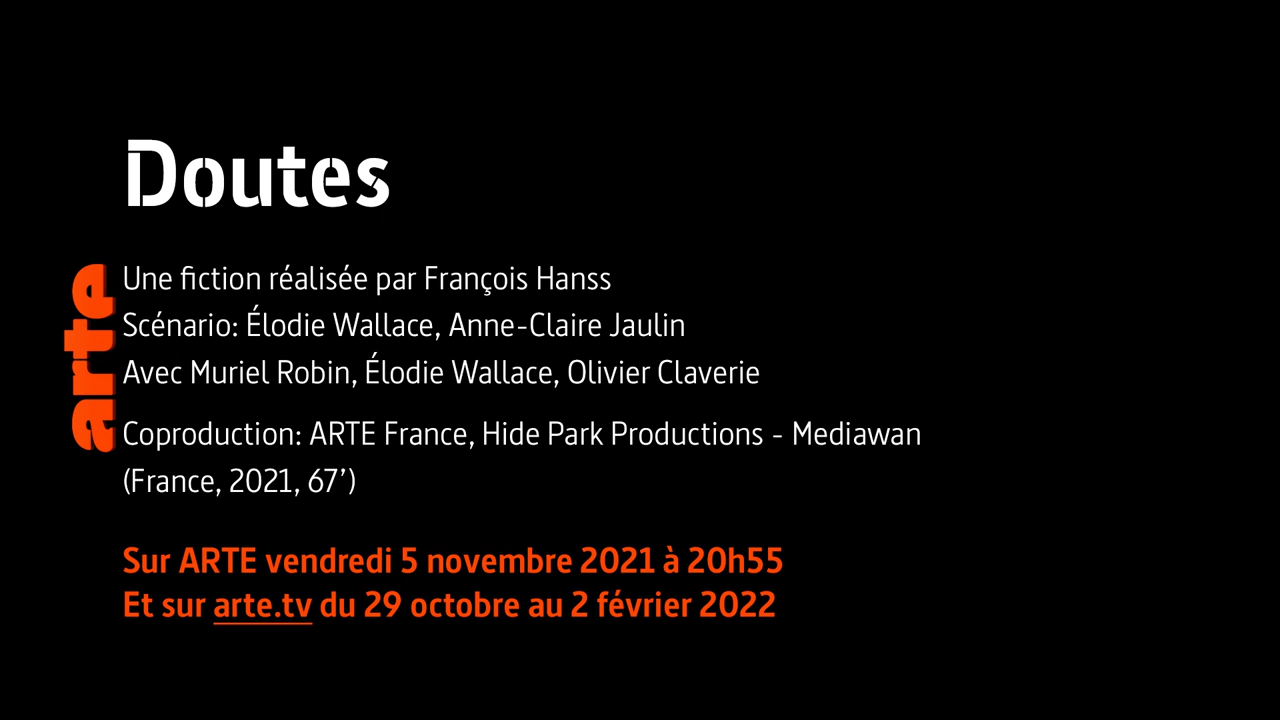 Doutes
arte
Une fiction réalisée par François Hanss
Scénario: Élodie Wallace, Anne-Claire Jaulin
Avec Muriel Robin, Élodie Wallace, Olivier Claverie
Coproduction: ARTE France, Hide Park Productions - Mediawan
(France, 2021, 67’)
Sur ARTE vendredi 5 novembre 2021 à 20h55
Et sur arte.tv du 29 octobre au 2 février 2022